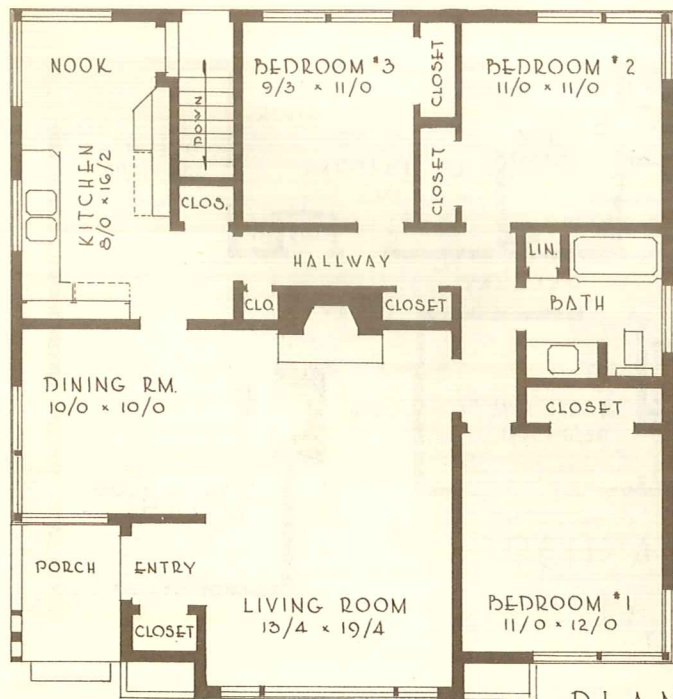 NOOK
BEDROOM #3
9/3 × 11/0
CLOSET
BEDROOM #2
11/0 × 11/0
DOWN
CLOSET
KITCHEN
8/0 × 16/2
CLOS.
HALLWAY
LIN.
CLO.
CLOSET
BATH
DINING RM.
10/0 × 10/0
CLOSET
PORCH
ENTRY
CLOSET
LIVING ROOM
13/4 × 19/4
BEDROOM #1
11/0 × 12/0